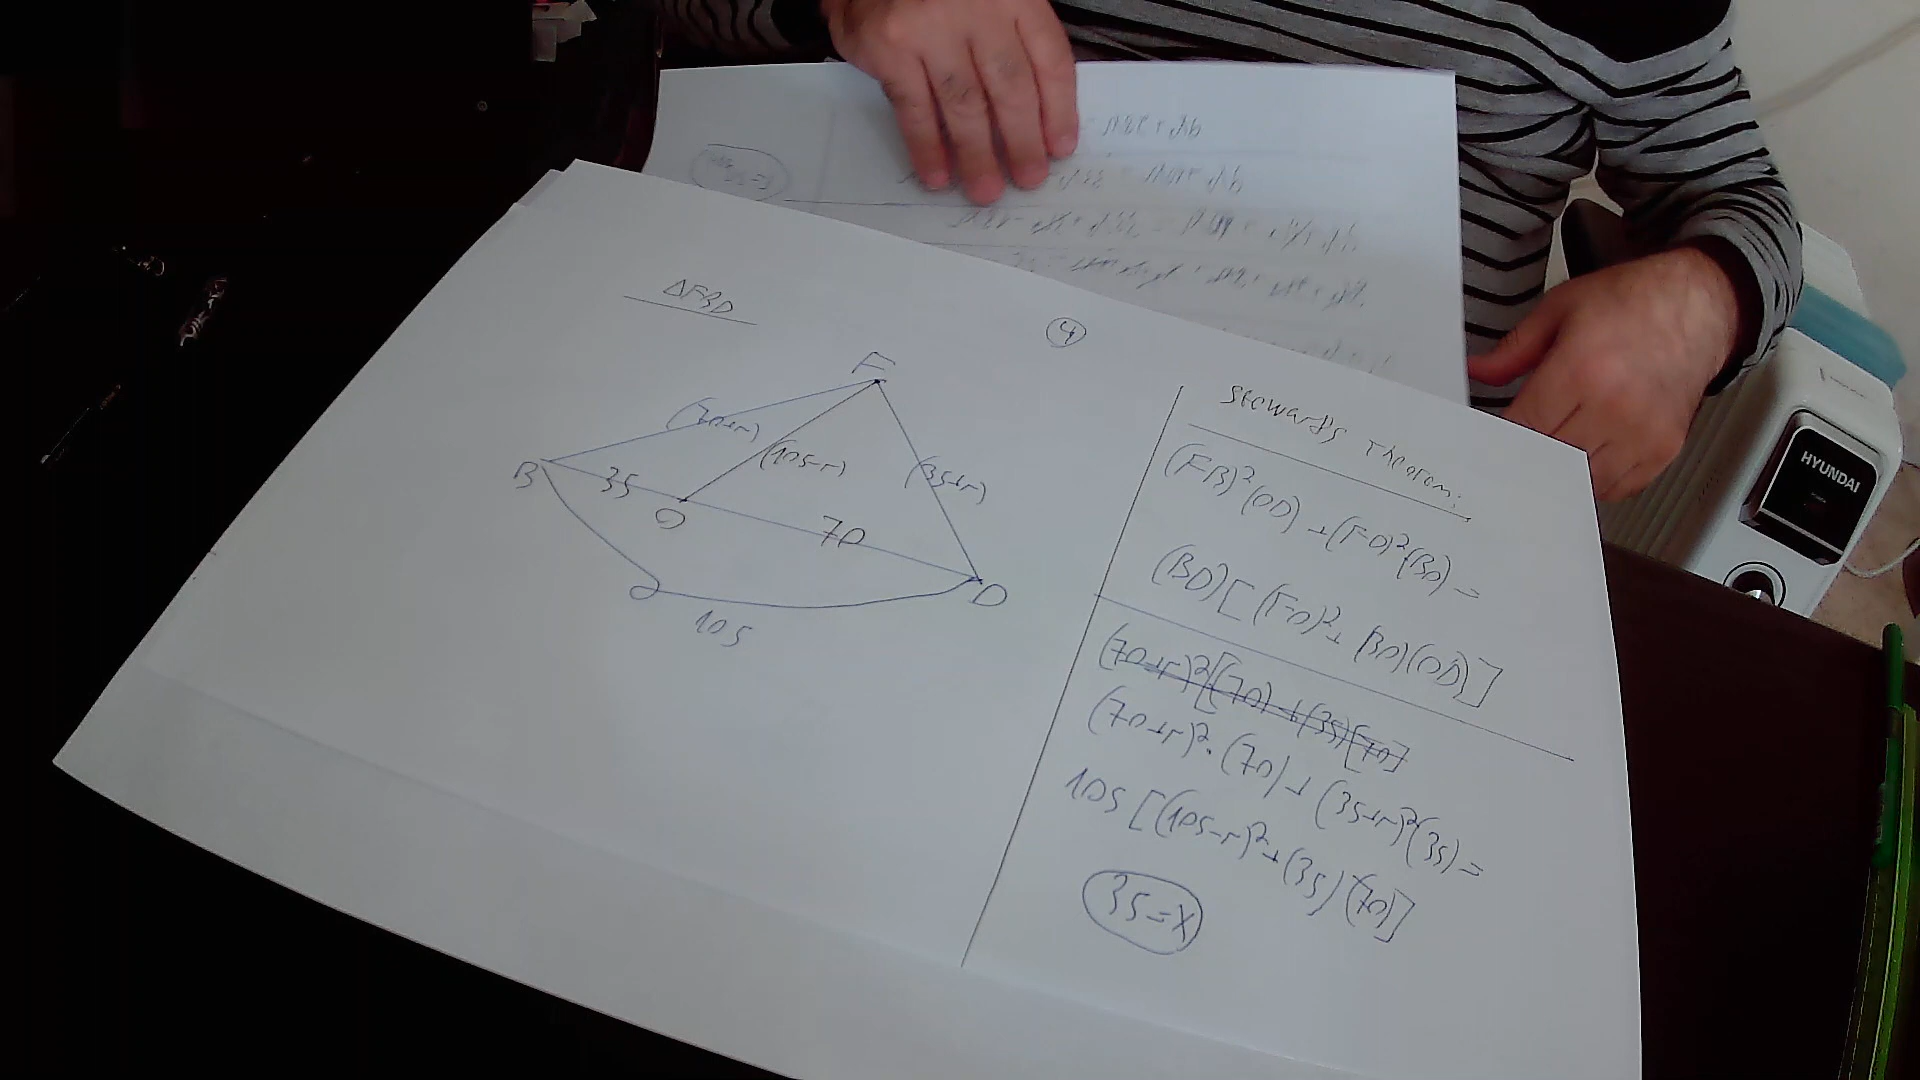 ΔFBD
4
F
(70+r)
(105-r)
(35+r)
B
35
O
70
D
105
Stewart's Theorem:
(FB)²(OD) + (FD)²(BO) =
(BD)[(FO)² + (BO)(OD)]
(70+r)²[(70) + (35)(70]
(70+r)².(70) + (35+r)²(35) =
105[(105-r)² + (35)(70)]
35=X
HYUNDAI